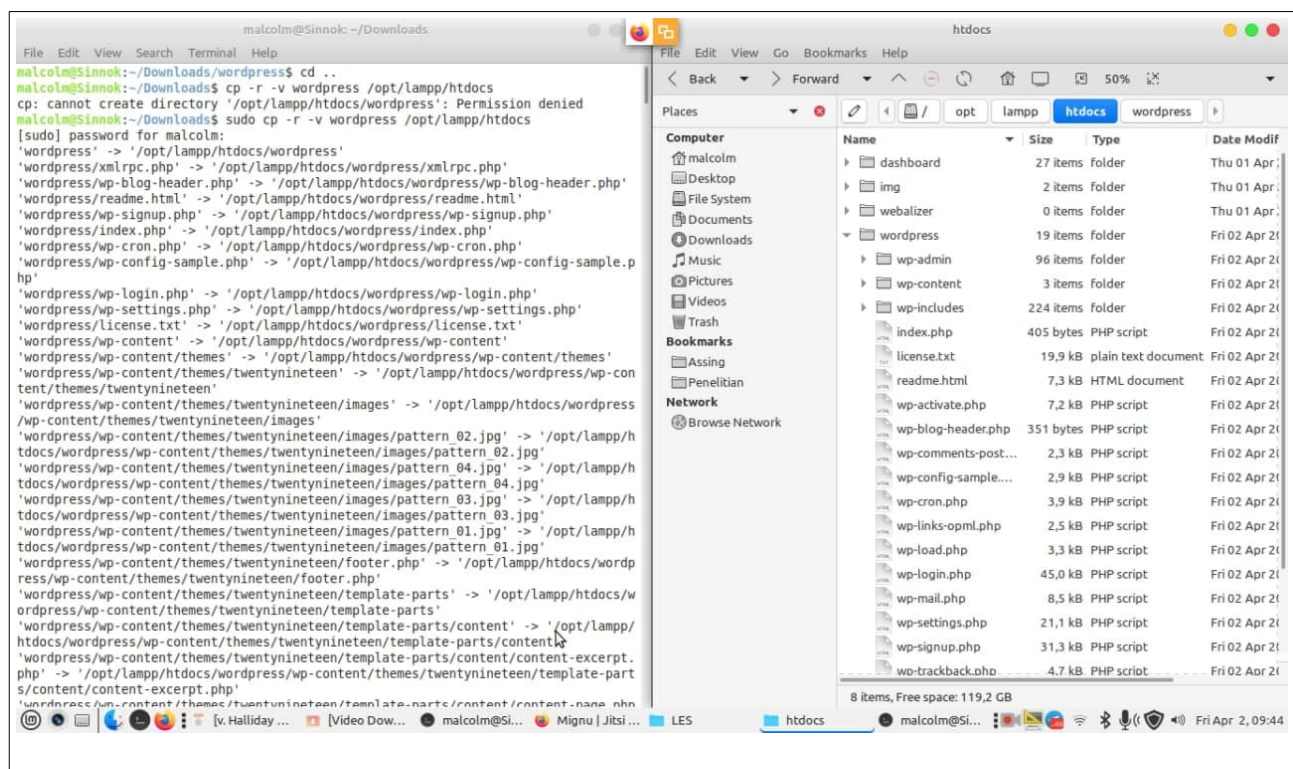 malcolm@Sinnok: ~/Downloads
File Edit View Search Terminal Help
malcolm@Sinnok:~/Downloads/wordpress$ cd ..
malcolm@Sinnok:~/Downloads$ cp -r -v wordpress /opt/lampp/htdocs
cp: cannot create directory '/opt/lampp/htdocs/wordpress': Permission denied
malcolm@Sinnok:~/Downloads$ sudo cp -r -v wordpress /opt/lampp/htdocs
[sudo] password for malcolm:
'wordpress' -> '/opt/lampp/htdocs/wordpress'
'wordpress/xmlrpc.php' -> '/opt/lampp/htdocs/wordpress/xmlrpc.php'
'wordpress/wp-blog-header.php' -> '/opt/lampp/htdocs/wordpress/wp-blog-header.php'
'wordpress/readme.html' -> '/opt/lampp/htdocs/wordpress/readme.html'
'wordpress/wp-signup.php' -> '/opt/lampp/htdocs/wordpress/wp-signup.php'
'wordpress/index.php' -> '/opt/lampp/htdocs/wordpress/index.php'
'wordpress/wp-cron.php' -> '/opt/lampp/htdocs/wordpress/wp-cron.php'
'wordpress/wp-config-sample.php' -> '/opt/lampp/htdocs/wordpress/wp-config-sample.p
hp'
'wordpress/wp-login.php' -> '/opt/lampp/htdocs/wordpress/wp-login.php'
'wordpress/wp-settings.php' -> '/opt/lampp/htdocs/wordpress/wp-settings.php'
'wordpress/license.txt' -> '/opt/lampp/htdocs/wordpress/license.txt'
'wordpress/wp-content' -> '/opt/lampp/htdocs/wordpress/wp-content'
'wordpress/wp-content/themes' -> '/opt/lampp/htdocs/wordpress/wp-content/themes'
'wordpress/wp-content/themes/twentynineteen' -> '/opt/lampp/htdocs/wordpress/wp-con
tent/themes/twentynineteen'
'wordpress/wp-content/themes/twentynineteen/images' -> '/opt/lampp/htdocs/wordpress
/wp-content/themes/twentynineteen/images'
'wordpress/wp-content/themes/twentynineteen/images/pattern_02.jpg' -> '/opt/lampp/h
tdocs/wordpress/wp-content/themes/twentynineteen/images/pattern_02.jpg'
'wordpress/wp-content/themes/twentynineteen/images/pattern_04.jpg' -> '/opt/lampp/h
tdocs/wordpress/wp-content/themes/twentynineteen/images/pattern_04.jpg'
'wordpress/wp-content/themes/twentynineteen/images/pattern_03.jpg' -> '/opt/lampp/h
tdocs/wordpress/wp-content/themes/twentynineteen/images/pattern_03.jpg'
'wordpress/wp-content/themes/twentynineteen/images/pattern_01.jpg' -> '/opt/lampp/h
tdocs/wordpress/wp-content/themes/twentynineteen/images/pattern_01.jpg'
'wordpress/wp-content/themes/twentynineteen/footer.php' -> '/opt/lampp/htdocs/wordp
ress/wp-content/themes/twentynineteen/footer.php'
'wordpress/wp-content/themes/twentynineteen/template-parts' -> '/opt/lampp/htdocs/w
ordpress/wp-content/themes/twentynineteen/template-parts'
'wordpress/wp-content/themes/twentynineteen/template-parts/content' -> '/opt/lampp/
htdocs/wordpress/wp-content/themes/twentynineteen/template-parts/content'
'wordpress/wp-content/themes/twentynineteen/template-parts/content/content-excerpt.
php' -> '/opt/lampp/htdocs/wordpress/wp-content/themes/twentynineteen/template-part
s/content/content-excerpt.php'
'wordpress/wp-content/themes/twentynineteen/template-parts/content/content-page.php
htdocs
File Edit View Go Bookmarks Help
Back Forward 50%
Places / opt lampp htdocs wordpress
Computer
malcolm
Desktop
File System
Documents
Downloads
Music
Pictures
Videos
Trash
Bookmarks
Assing
Penelitian
Network
Browse Network
Name Size Type Date Modif
dashboard 27 items folder Thu 01 Apr
img 2 items folder Thu 01 Apr
webalizer 0 items folder Thu 01 Apr
wordpress 19 items folder Fri 02 Apr 20
wp-admin 96 items folder Fri 02 Apr 20
wp-content 3 items folder Fri 02 Apr 20
wp-includes 224 items folder Fri 02 Apr 20
index.php 405 bytes PHP script Fri 02 Apr 20
license.txt 19,9 kB plain text document Fri 02 Apr 20
readme.html 7,3 kB HTML document Fri 02 Apr 20
wp-activate.php 7,2 kB PHP script Fri 02 Apr 20
wp-blog-header.php 351 bytes PHP script Fri 02 Apr 20
wp-comments-post... 2,3 kB PHP script Fri 02 Apr 20
wp-config-sample.... 2,9 kB PHP script Fri 02 Apr 20
wp-cron.php 3,9 kB PHP script Fri 02 Apr 20
wp-links-opml.php 2,5 kB PHP script Fri 02 Apr 20
wp-load.php 3,3 kB PHP script Fri 02 Apr 20
wp-login.php 45,0 kB PHP script Fri 02 Apr 20
wp-mail.php 8,5 kB PHP script Fri 02 Apr 20
wp-settings.php 21,1 kB PHP script Fri 02 Apr 20
wp-signup.php 31,3 kB PHP script Fri 02 Apr 20
wp-trackback.php 4,7 kB PHP script Fri 02 Apr 20
8 items, Free space: 119,2 GB
[v. Halliday ... [Video Dow... malcolm@Si... Mignu | Jitsi ... LES htdocs malcolm@Si... Fri Apr 2, 09:44